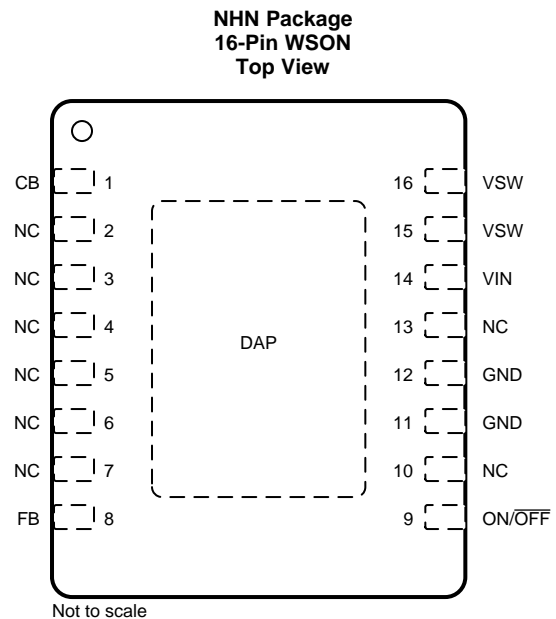 NHN Package
16-Pin WSON
Top View
CB 1 16 VSW
NC 2 15 VSW
NC 3 14 VIN
NC 4 13 NC
DAP
NC 5 12 GND
NC 6 11 GND
NC 7 10 NC
FB 8 9 ON/OFF
Not to scale